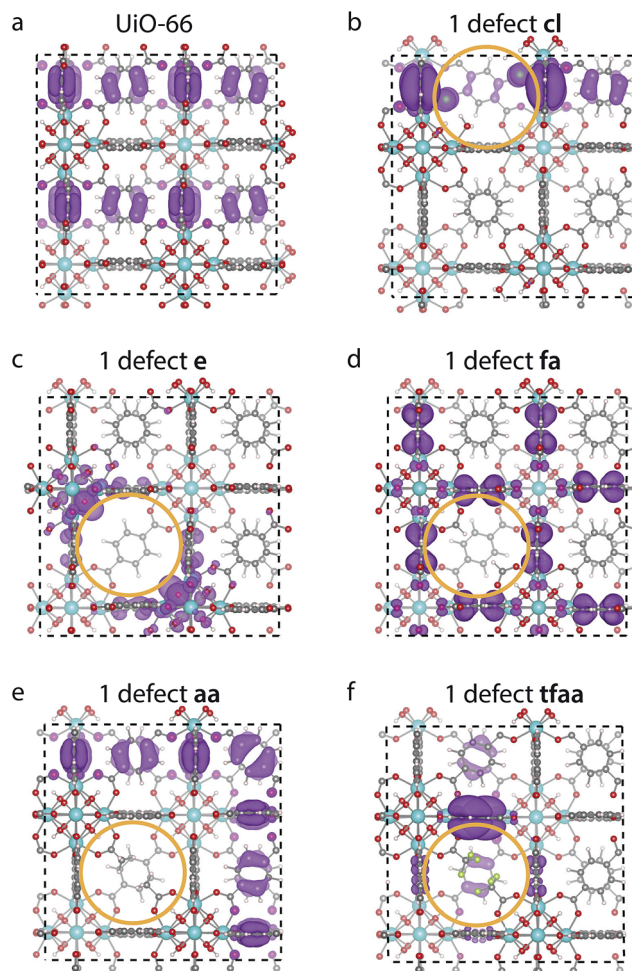 a UiO-66
b 1 defect cl
c 1 defect e
d 1 defect fa
e 1 defect aa
f 1 defect tfaa